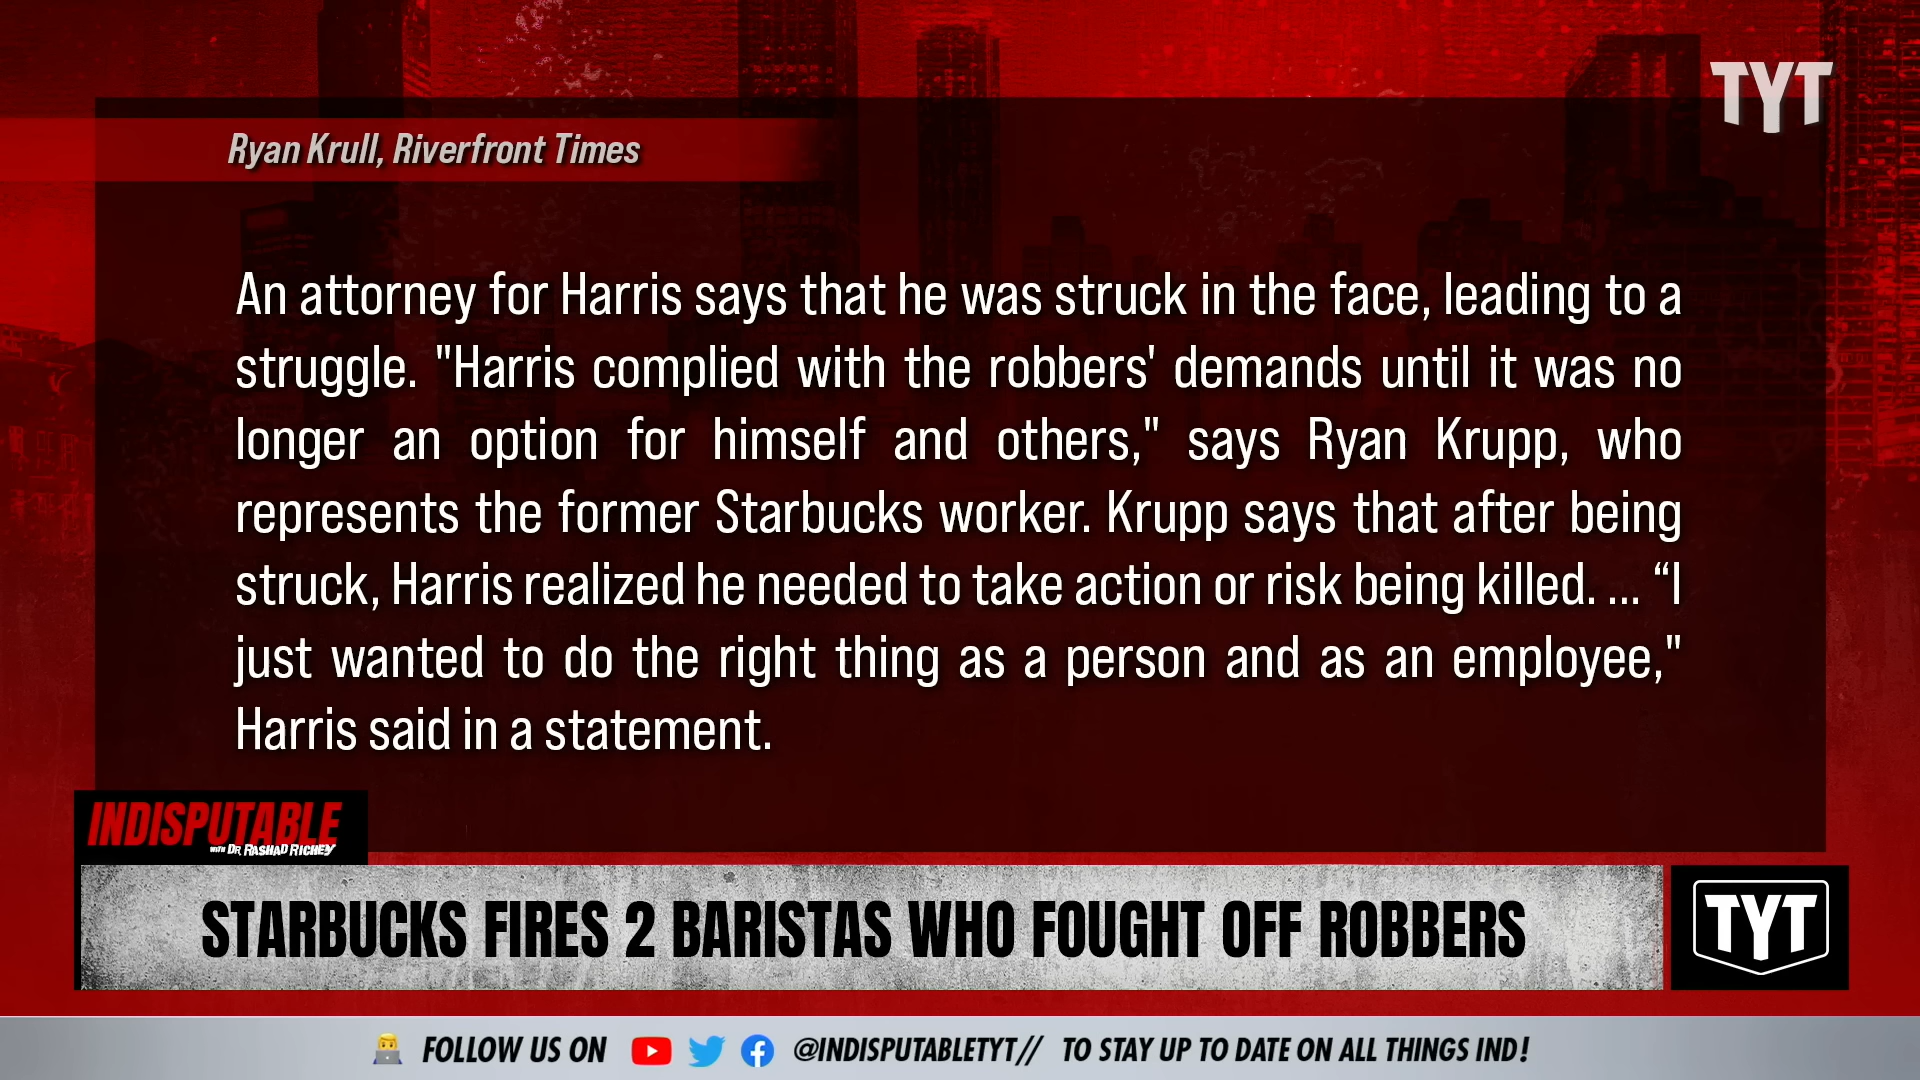 TYT
Ryan Krull, Riverfront Times
An attorney for Harris says that he was struck in the face, leading to a
struggle. "Harris complied with the robbers' demands until it was no
longer an option for himself and others," says Ryan Krupp, who
represents the former Starbucks worker. Krupp says that after being
struck, Harris realized he needed to take action or risk being killed. ... “I
just wanted to do the right thing as a person and as an employee,"
Harris said in a statement.
INDISPUTABLE
WITH DR RASHAD RICHEY
STARBUCKS FIRES 2 BARISTAS WHO FOUGHT OFF ROBBERS
TYT
FOLLOW US ON @INDISPUTABLETYT// TO STAY UP TO DATE ON ALL THINGS IND!